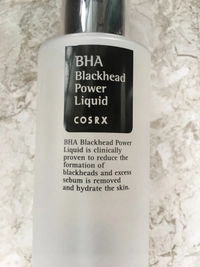 BHA
Blackhead
Power
Liquid
COSRX
BHA Blackhead Power
Liquid is clinically
proven to reduce the
formation of
blackheads and excess
sebum is removed
and hydrate the skin.